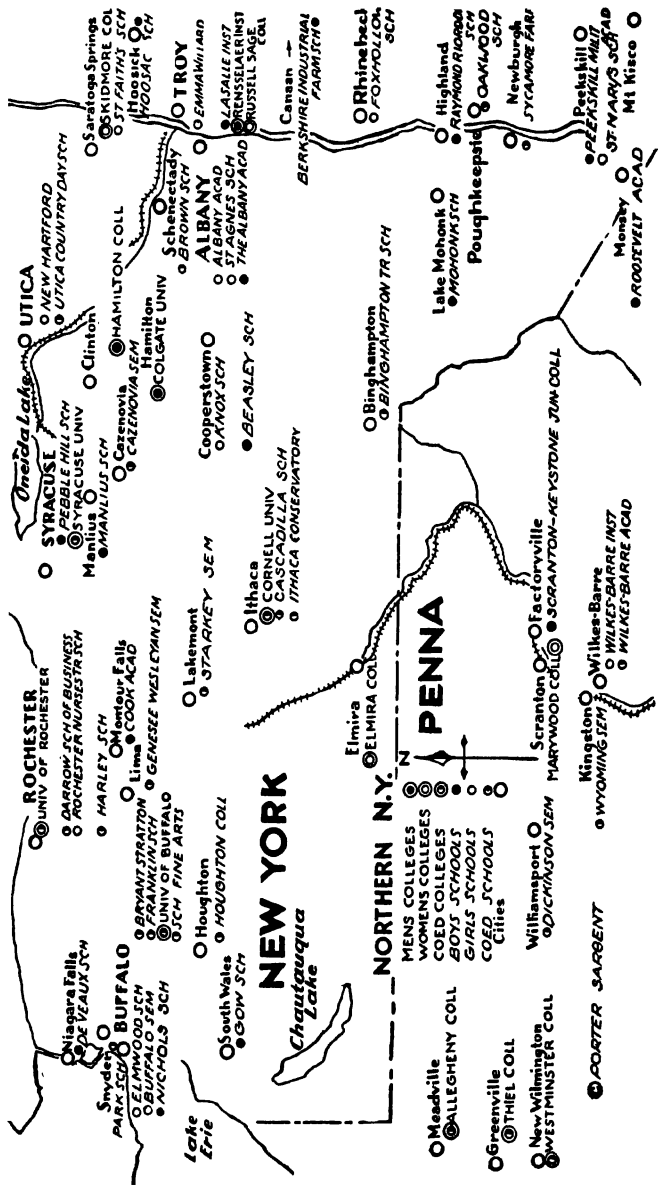 Niagara Falls
DE VEAUX SCH
Snyder
PARK SCH
BUFFALO
ELMWOOD SCH
BUFFALO SEM
NICHOLS SCH
Lake
Erie
South Wales
GOW SCH
Chautauqua
Lake
ROCHESTER
UNIV OF ROCHESTER
DARROW SCH OF BUSINESS
ROCHESTER NURSES TR SCH
HARLEY SCH
Montour Falls
COOK ACAD
Lima
GENESEE WESLEYAN SEM
BRYANT STRATTON
FRANKLIN SCH
UNIV OF BUFFALO
SCH FINE ARTS
Houghton
HOUGHTON COLL
NEW YORK
Lakemont
STARKEY SEM
Oneida Lake
SYRACUSE
PEBBLE HILL SCH
SYRACUSE UNIV
Manlius
MANLIUS SCH
Cazenovia
CAZENOVIA SEM
Ithaca
CORNELL UNIV
CASCADILLA SCH
ITHACA CONSERVATORY
UTICA
NEW HARTFORD
UTICA COUNTRY DAY SCH
Clinton
HAMILTON COLL
Hamilton
COLGATE UNIV
Cooperstown
KNOX SCH
BEASLEY SCH
Saratoga Springs
SKIDMORE COL
ST FAITHS SCH
Hoosick
HOOSAC SCH
TROY
EMMA WILLARD
LASALLE INST
RENSSELAER INST
RUSSELL SAGE
COLL
Schenectady
BROWN SCH
ALBANY
ALBANY ACAD
ST AGNES SCH
THE ALBANY ACAD
Canaan →
BERKSHIRE INDUSTRIAL
FARM SCH
Rhinebeck
FOXHOLLOW
SCH
Highland
RAYMOND RIORDON
SCH
OAKWOOD
SCH
Poughkeepsie
Lake Mohonk
MOHONK SCH
Newburgh
SYCAMORE FARM
Peekskill
PEEKSKILL MILIT
ACAD
ST MARYS SCH
Mt Kisco
Monsey
ROOSEVELT ACAD
Binghampton
BINGHAMPTON TR SCH
Elmira
ELMIRA COL
NORTHERN N.Y.
PENNA
N
MENS COLLEGES
WOMENS COLLEGES
COED COLLEGES
BOYS SCHOOLS
GIRLS SCHOOLS
COED SCHOOLS
Cities
Meadville
ALLEGHENY COLL
Greenville
THIEL COLL
New Wilmington
WESTMINSTER COLL
Williamsport
DICKINSON SEM
Scranton
MARYWOOD COLL
Factoryville
SCRANTON-KEYSTONE JUN COLL
Kingston
WYOMING SEM
Wilkes-Barre
WILKES-BARRE INST
WILKES-BARRE ACAD
© PORTER SARGENT